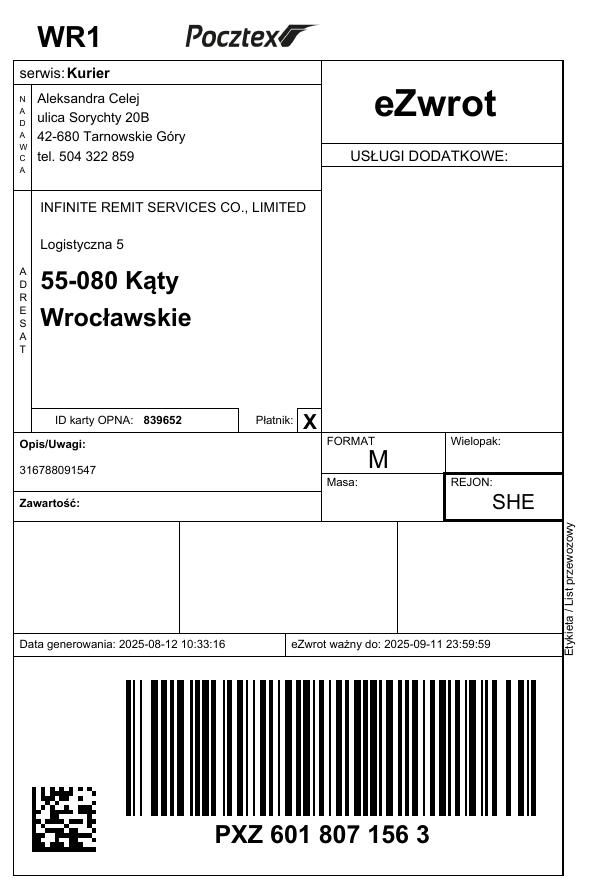 WR1
Pocztex
serwis: Kurier
eZwrot
NADAWCA
Aleksandra Celej
ulica Sorychty 20B
42-680 Tarnowskie Góry
tel. 504 322 859
USŁUGI DODATKOWE:
ADRESAT
INFINITE REMIT SERVICES CO., LIMITED
Logistyczna 5
55-080 Kąty
Wrocławskie
ID karty OPNA: 839652
Płatnik: X
Opis/Uwagi:
316788091547
Zawartość:
FORMAT
M
Wielopak:
Masa:
REJON:
SHE
Etykieta / List przewozowy
Data generowania: 2025-08-12 10:33:16
eZwrot ważny do: 2025-09-11 23:59:59
PXZ 601 807 156 3